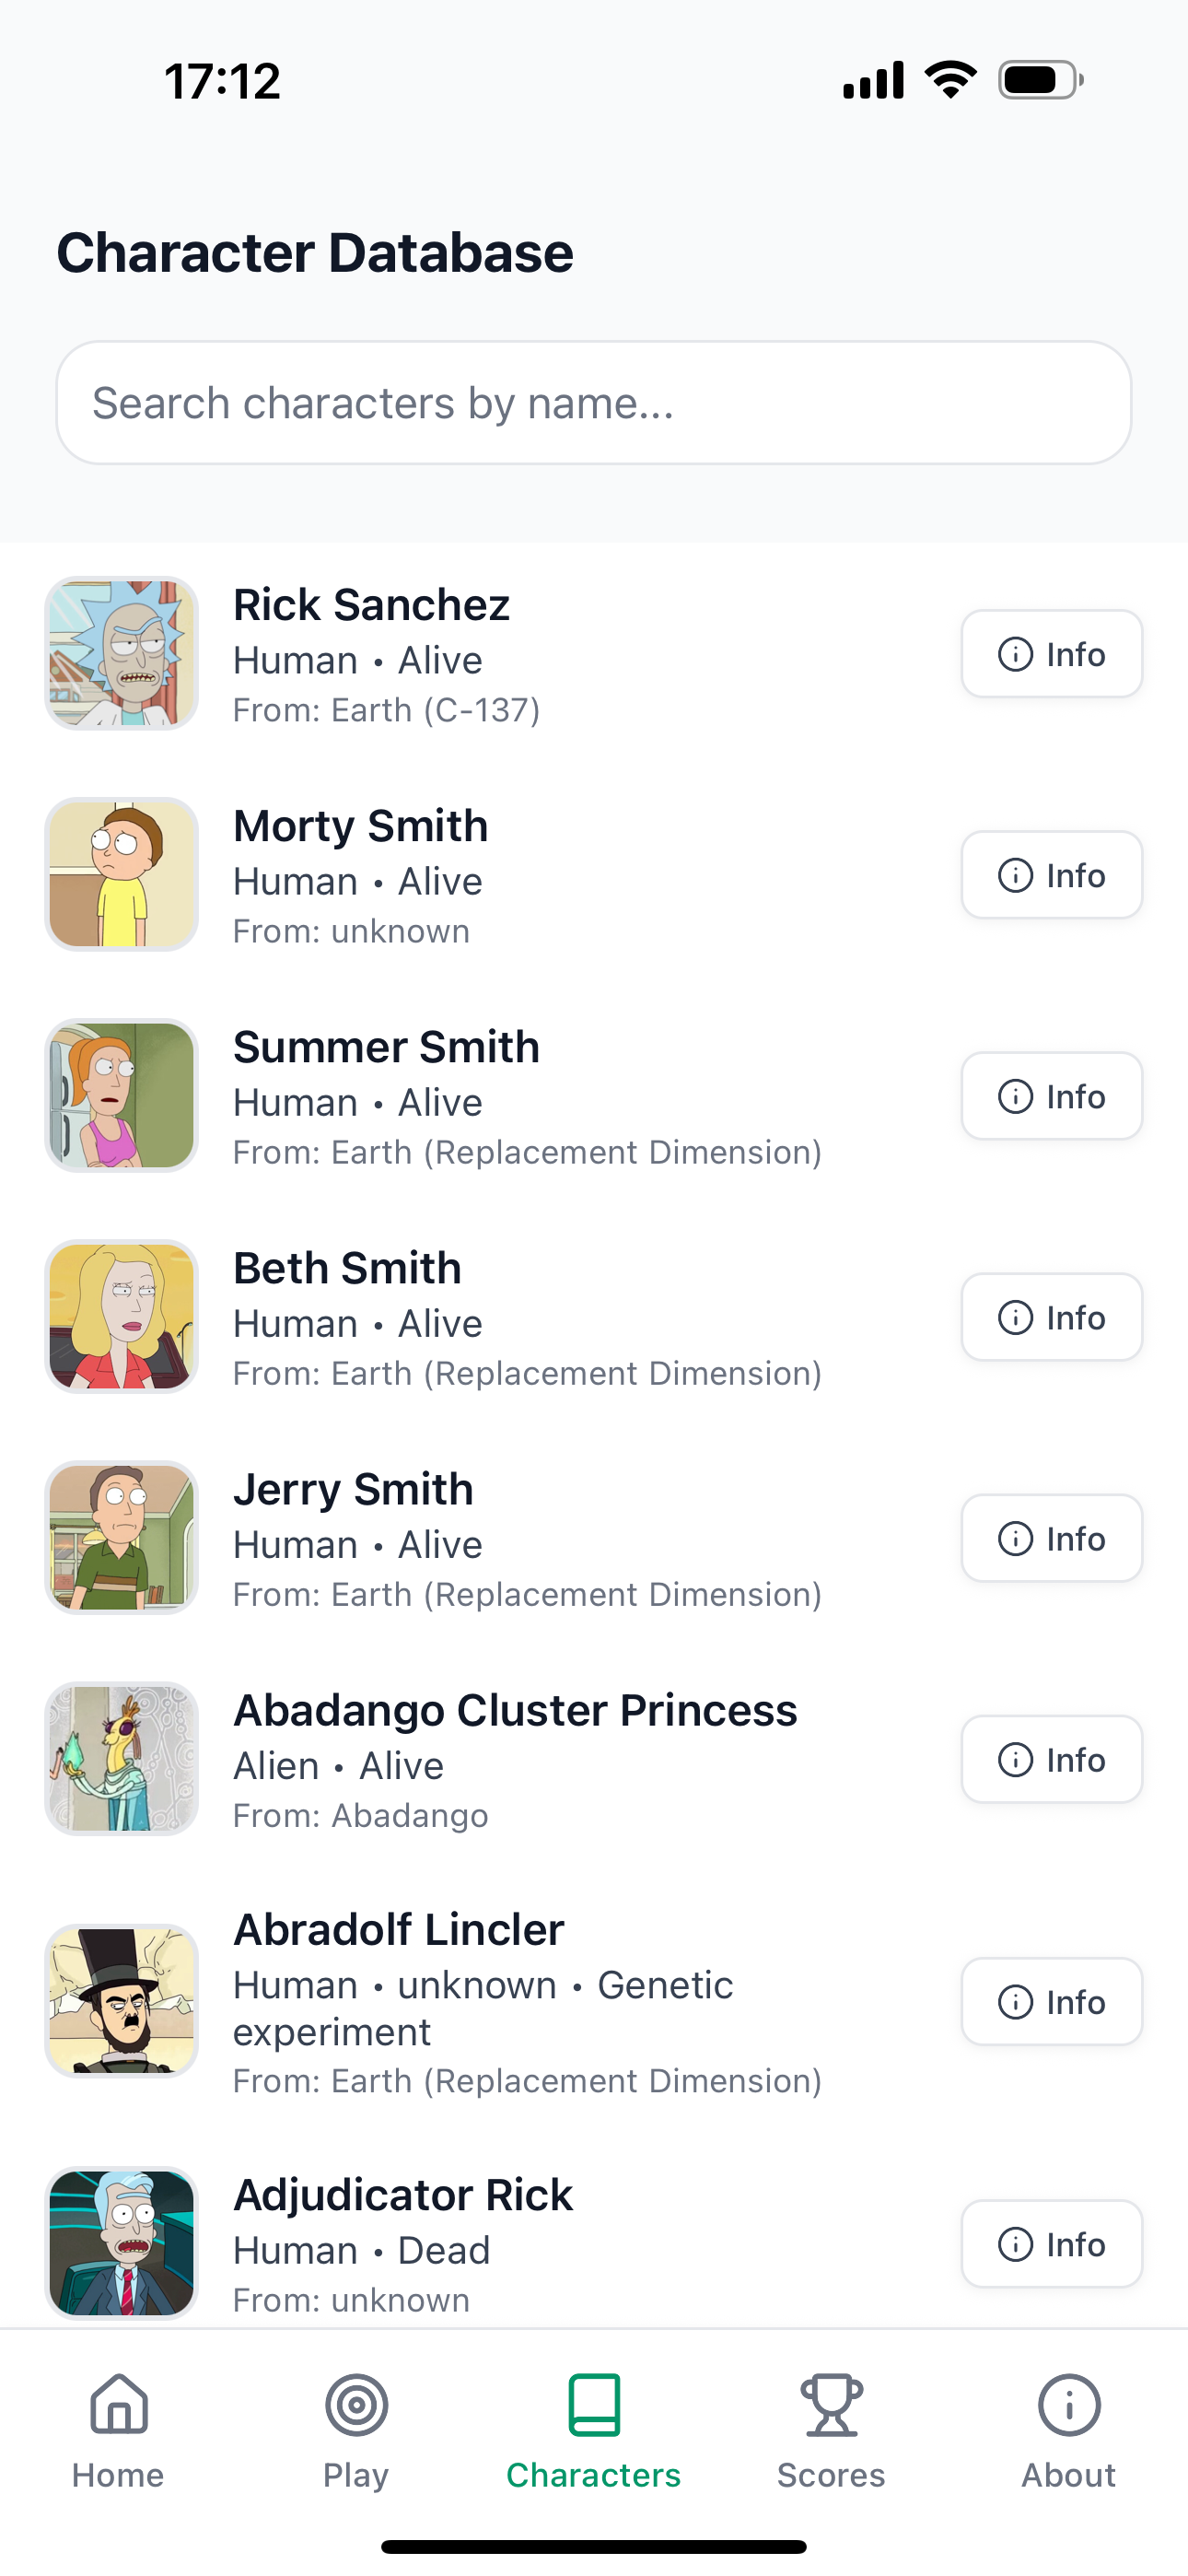 17:12
Character Database
Search characters by name...
Rick Sanchez
Human • Alive
From: Earth (C-137)
Info
Morty Smith
Human • Alive
From: unknown
Info
Summer Smith
Human • Alive
From: Earth (Replacement Dimension)
Info
Beth Smith
Human • Alive
From: Earth (Replacement Dimension)
Info
Jerry Smith
Human • Alive
From: Earth (Replacement Dimension)
Info
Abadango Cluster Princess
Alien • Alive
From: Abadango
Info
Abradolf Lincler
Human • unknown • Genetic
experiment
From: Earth (Replacement Dimension)
Info
Adjudicator Rick
Human • Dead
From: unknown
Info
Home
Play
Characters
Scores
About